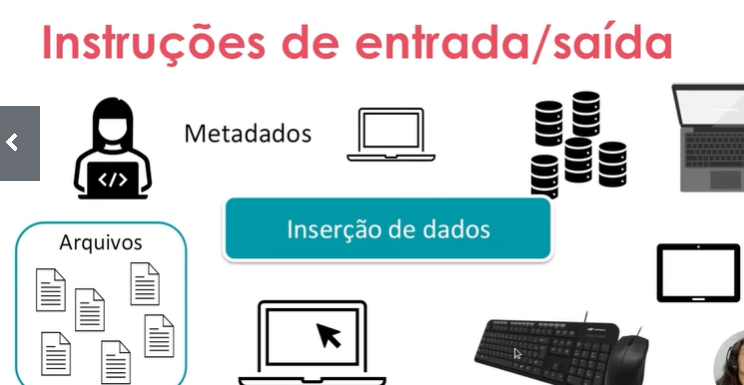 Instruções de entrada/saída
Metadados
</>
Inserção de dados
Arquivos